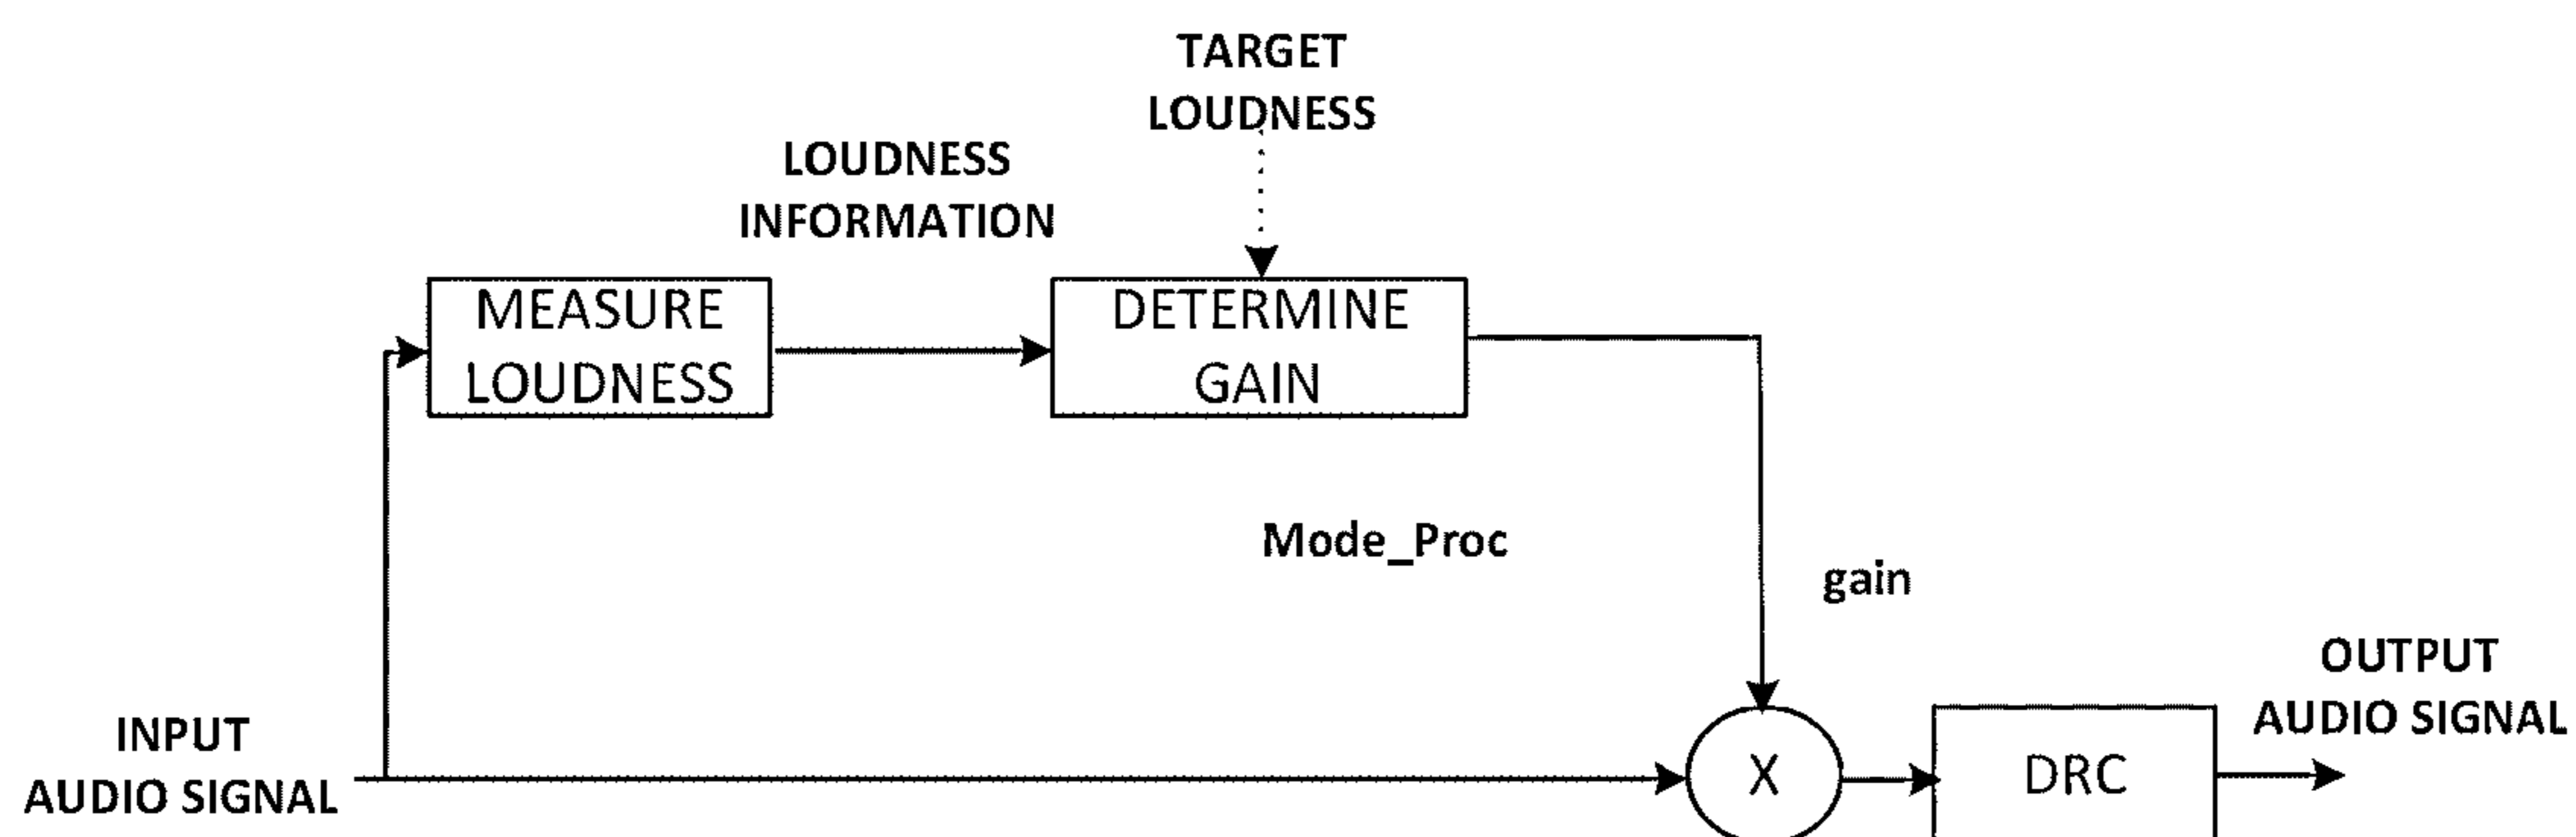 TARGET
LOUDNESS
LOUDNESS
INFORMATION
MEASURE
LOUDNESS
DETERMINE
GAIN
Mode_Proc
gain
INPUT
AUDIO SIGNAL
X
DRC
OUTPUT
AUDIO SIGNAL